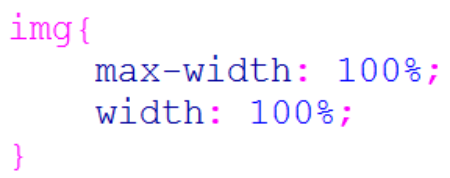 img{
    max-width: 100%;
    width: 100%;
}